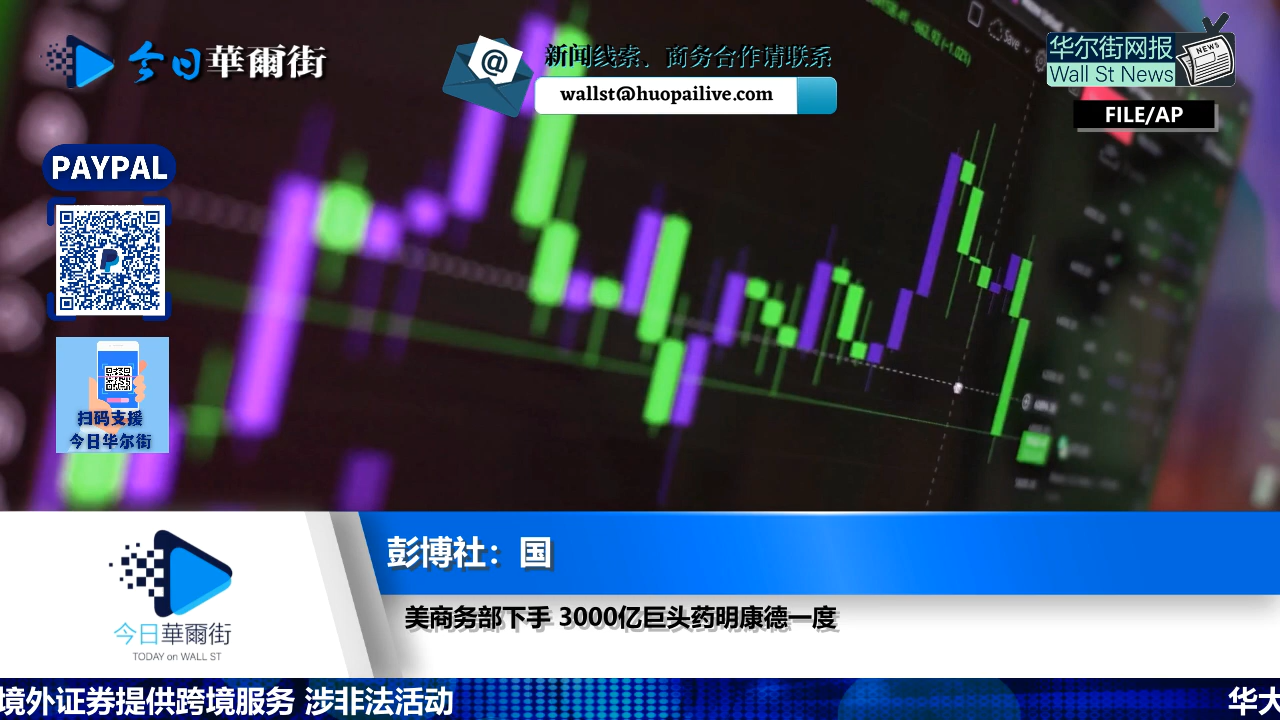 今日華爾街
新闻线索、商务合作请联系
wallst@huopailive.com
华尔街网报
Wall St News
NEWS
FILE/AP
PAYPAL
Save
扫码支援
今日华尔街
彭博社：国
美商务部下手 3000亿巨头药明康德一度
今日華爾街
TODAY on WALL ST
境外证券提供跨境服务 涉非法活动
华大